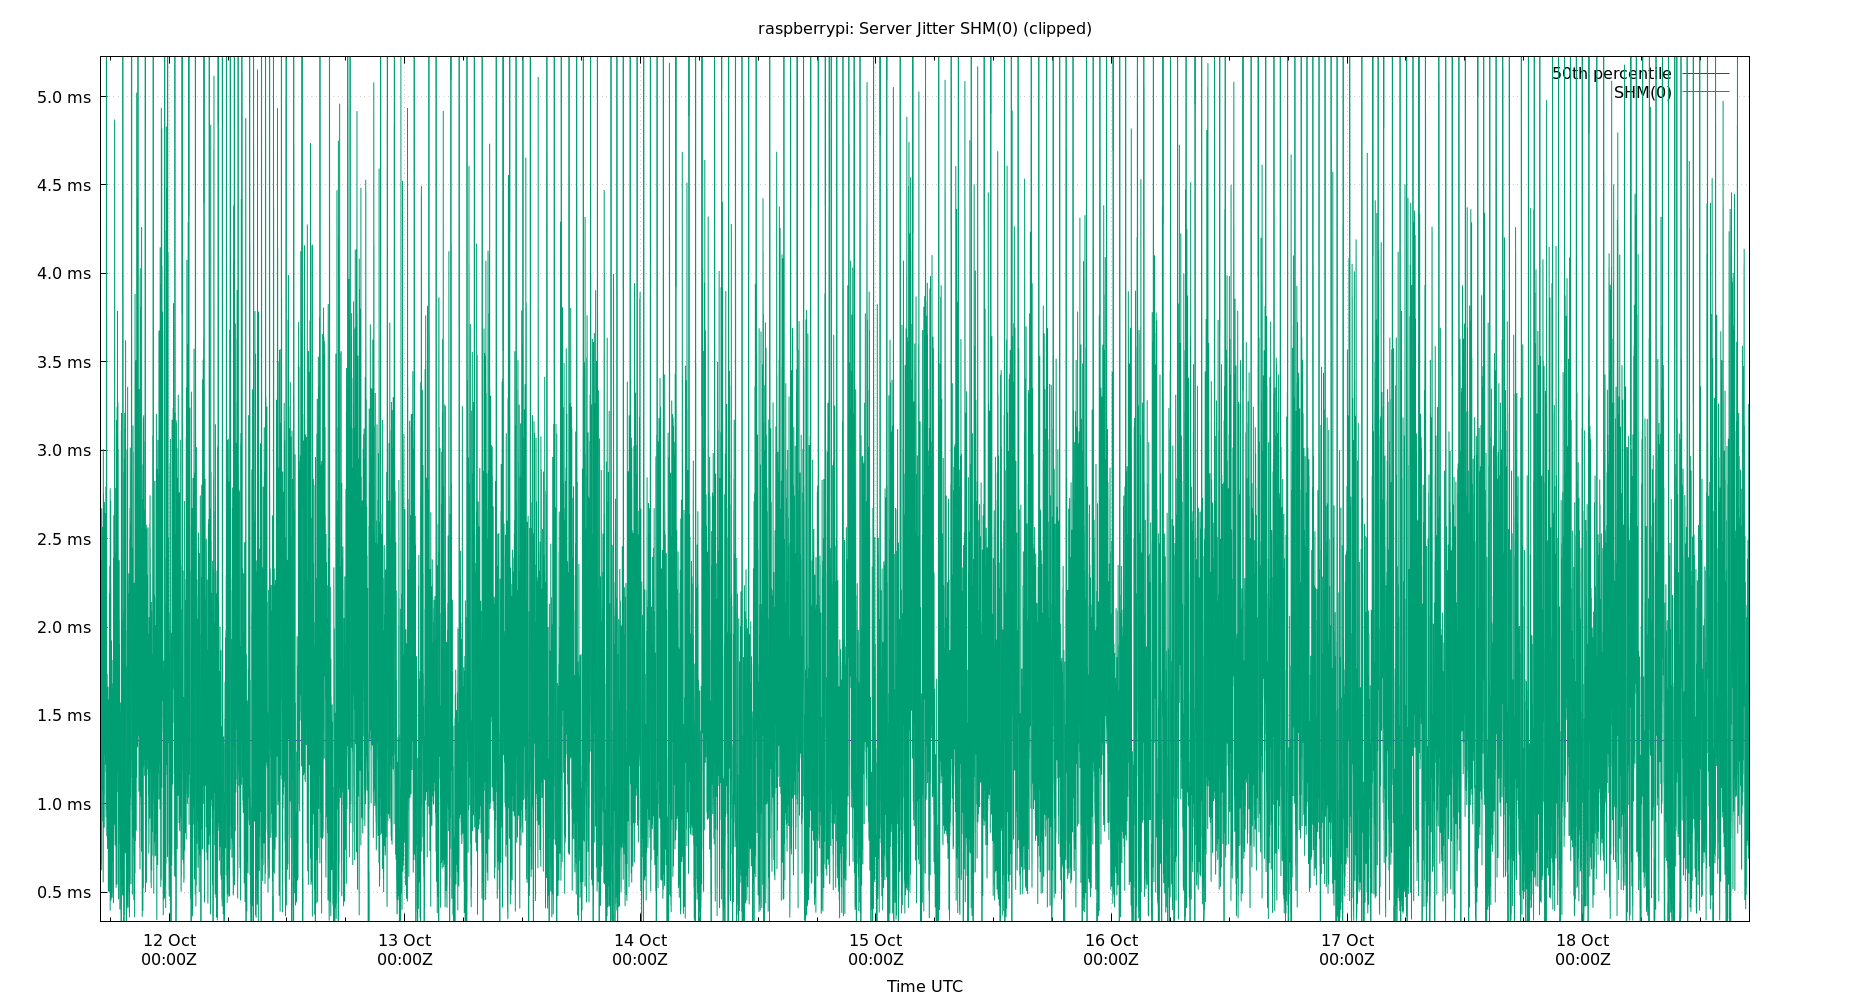 raspberrypi: Server Jitter SHM(0) (clipped)
50th percentile
SHM(0)
5.0 ms
4.5 ms
4.0 ms
3.5 ms
3.0 ms
2.5 ms
2.0 ms
1.5 ms
1.0 ms
0.5 ms
12 Oct 13 Oct 14 Oct 15 Oct 16 Oct 17 Oct 18 Oct
00:00Z 00:00Z 00:00Z 00:00Z 00:00Z 00:00Z 00:00Z
Time UTC